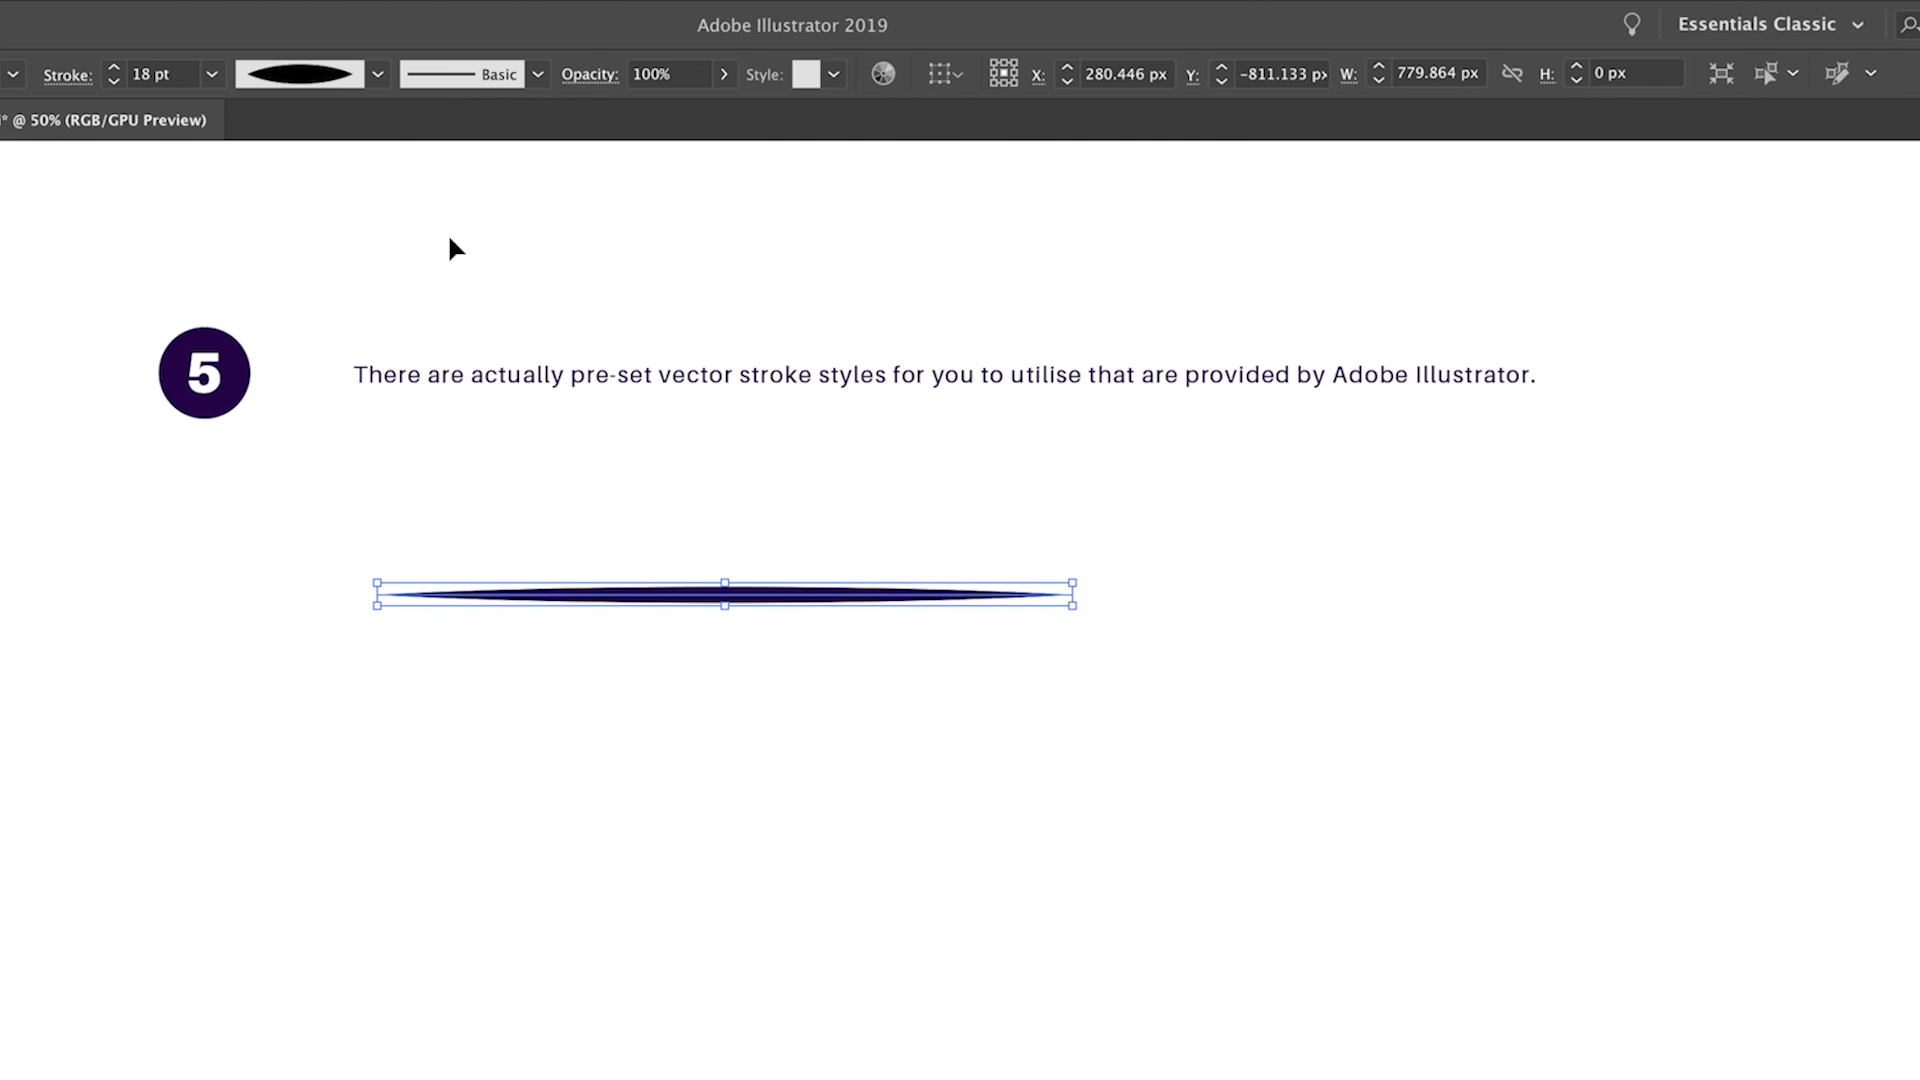 Adobe Illustrator 2019
Essentials Classic
Stroke: 18 pt Basic Opacity: 100% Style: X: 280.446 px Y: -811.133 px W: 779.864 px H: 0 px
* @ 50% (RGB/GPU Preview)
5
There are actually pre-set vector stroke styles for you to utilise that are provided by Adobe Illustrator.